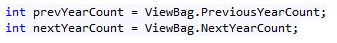 int prevYearCount = ViewBag.PreviousYearCount;
int nextYearCount = ViewBag.NextYearCount;